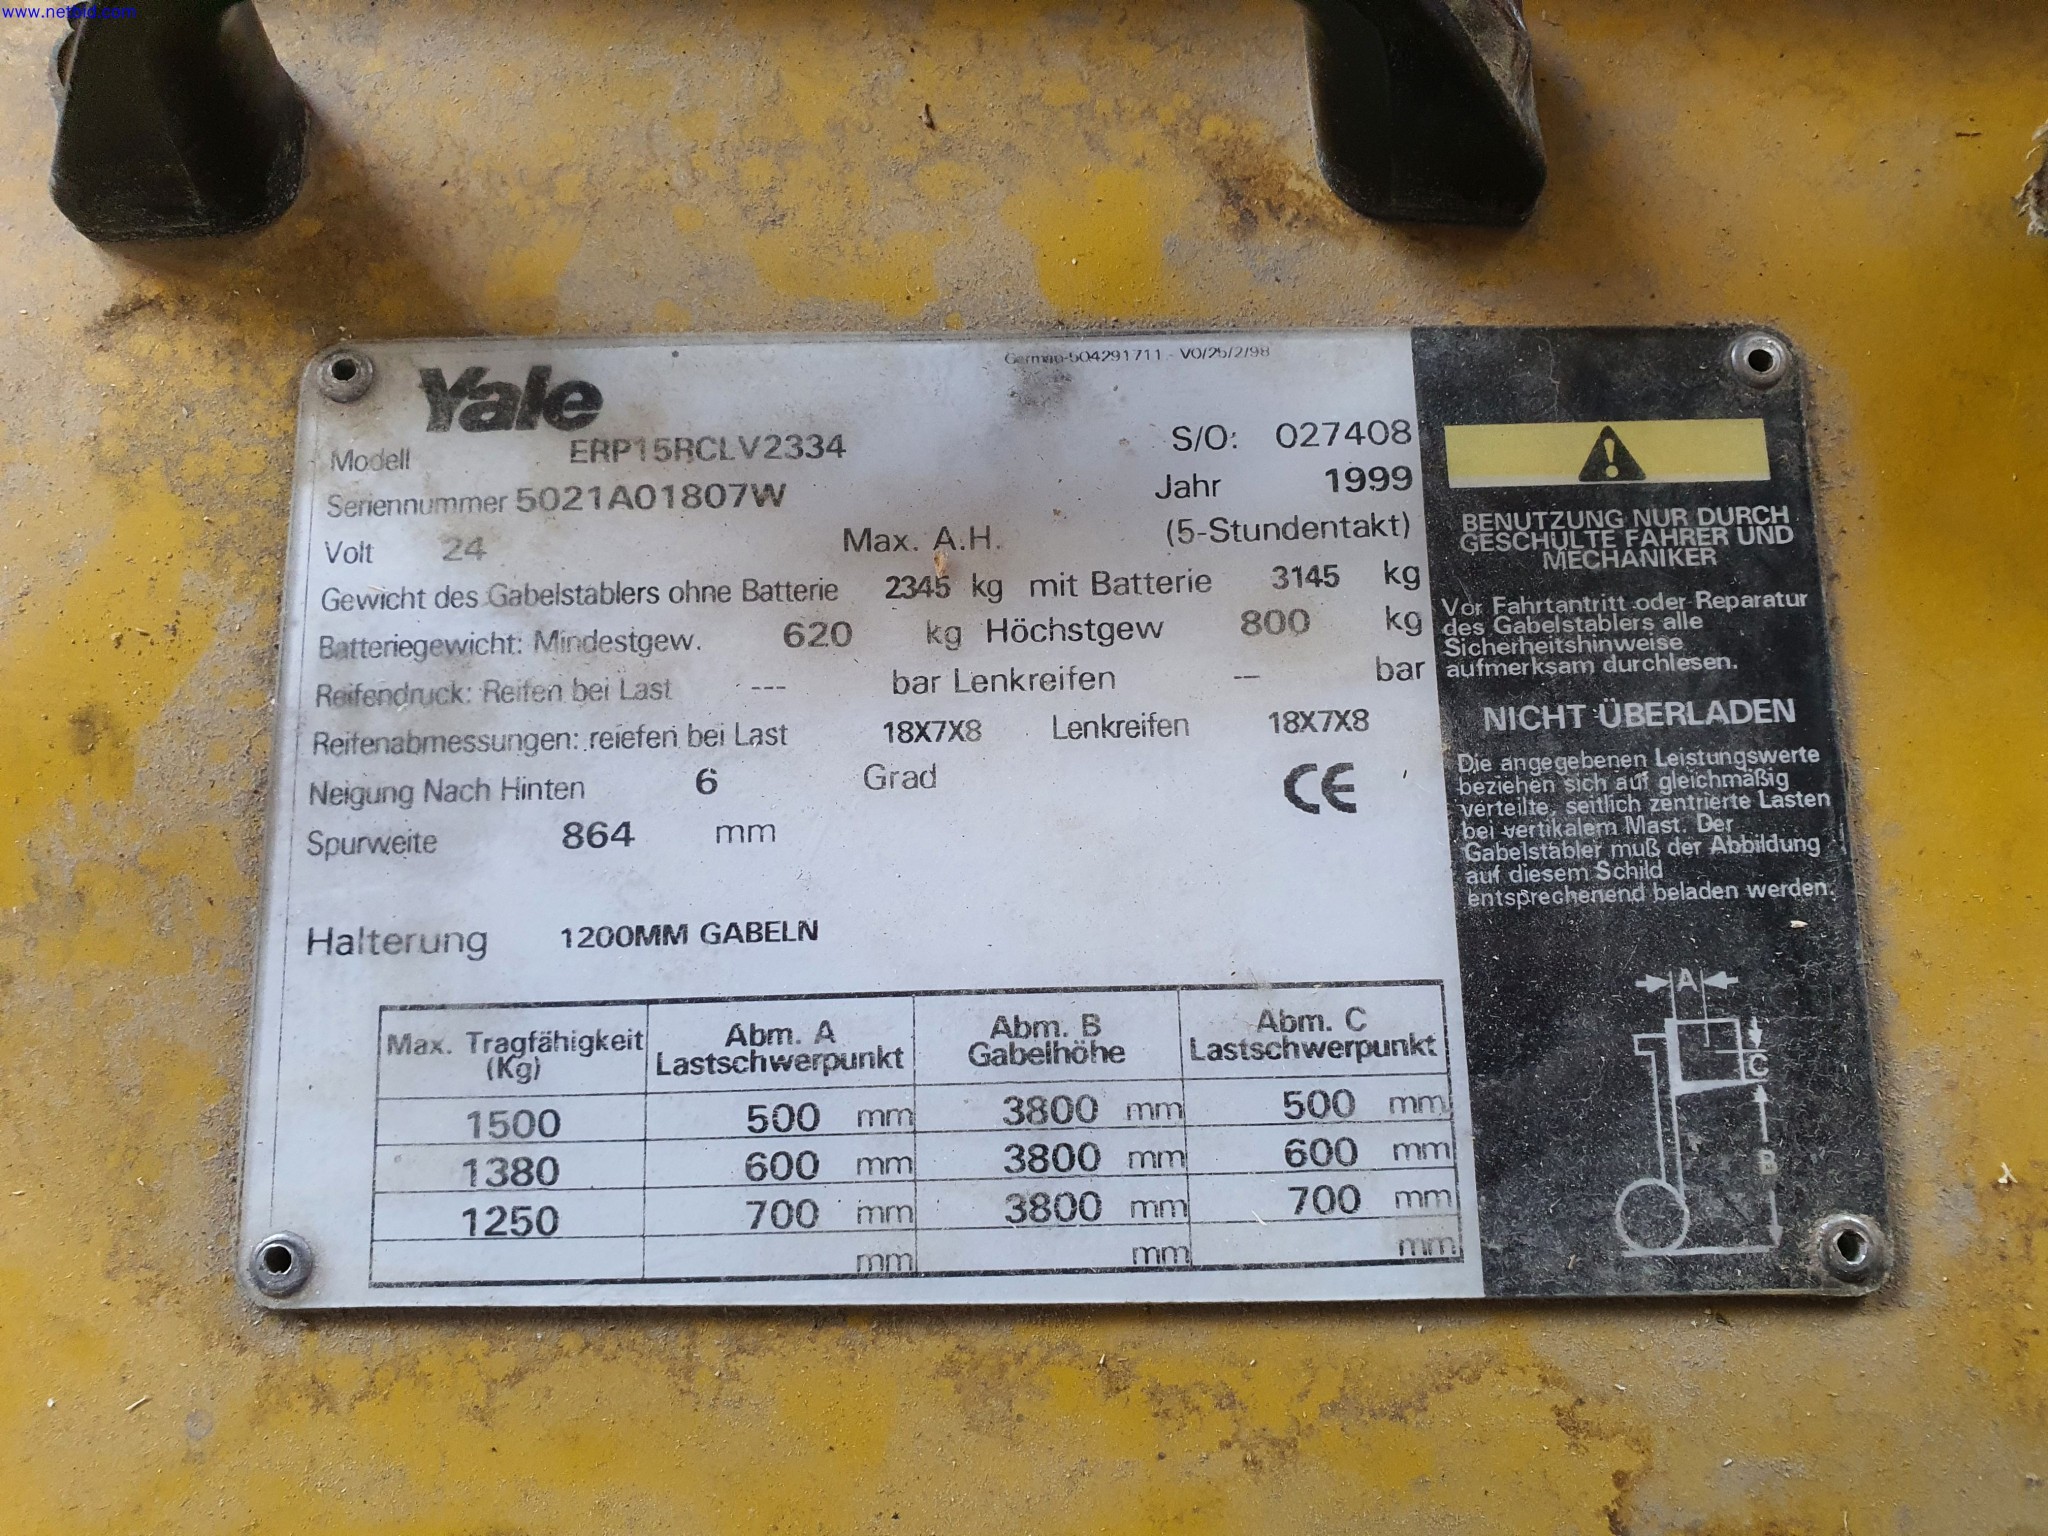 www.netbid.com
German-504291711 - V0/25/2/98
Yale
Modell ERP15RCLV2334 S/O: 027408
Seriennummer 5021A01807W Jahr 1999
Volt 24 Max. A.H. (5-Stundentakt)
Gewicht des Gabelstablers ohne Batterie 2345 kg mit Batterie 3145 kg
Batteriegewicht: Mindestgew. 620 kg Höchstgew 800 kg
Reifendruck: Reifen bei Last --- bar Lenkreifen --- bar
Reifenabmessungen: reiefen bei Last 18X7X8 Lenkreifen 18X7X8
Neigung Nach Hinten 6 Grad
CE
Spurweite 864 mm
Halterung 1200MM GABELN
Max. Tragfähigkeit (Kg) Abm. A Lastschwerpunkt Abm. B Gabelhöhe Abm. C Lastschwerpunkt
1500 500 mm 3800 mm 500 mm
1380 600 mm 3800 mm 600 mm
1250 700 mm 3800 mm 700 mm
mm mm mm
BENUTZUNG NUR DURCH
GESCHULTE FAHRER UND
MECHANIKER
Vor Fahrtantritt oder Reparatur
des Gabelstablers alle
Sicherheitshinweise
aufmerksam durchlesen.
NICHT ÜBERLADEN
Die angegebenen Leistungswerte
beziehen sich auf gleichmäßig
verteilte, seitlich zentrierte Lasten
bei vertikalem Mast. Der
Gabelstabler muß der Abbildung
auf diesem Schild
entsprechenend beladen werden.
A
C
B